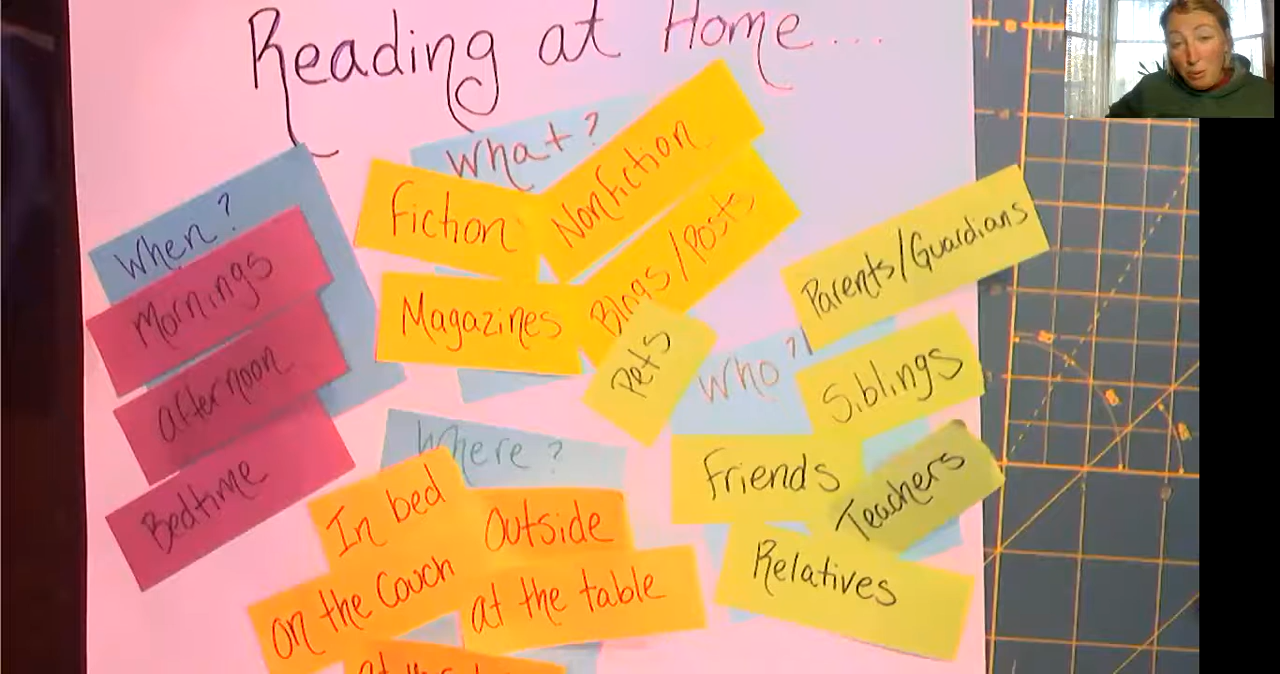 Reading at Home...
When?
Mornings
afternoon
Bedtime
What?
Fiction
Nonfiction
Magazines
Blogs/Posts
Who?
Parents/Guardians
Siblings
Pets
Friends
Teachers
Relatives
Where?
In bed
Outside
on the Couch
at the table